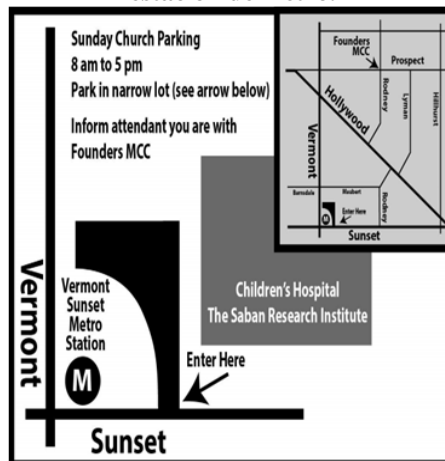 Sunday Church Parking
8 am to 5 pm
Park in narrow lot (see arrow below)
Inform attendant you are with
Founders MCC
Founders
MCC
Prospect
Rodney
Lyman
Hillhurst
Hollywood
Vermont
Barnsdale
Maubert
Rodney
Enter Here
M
Sunset
Children's Hospital
The Saban Research Institute
Vermont
Vermont
Sunset
Metro
Station
M
Enter Here
Sunset